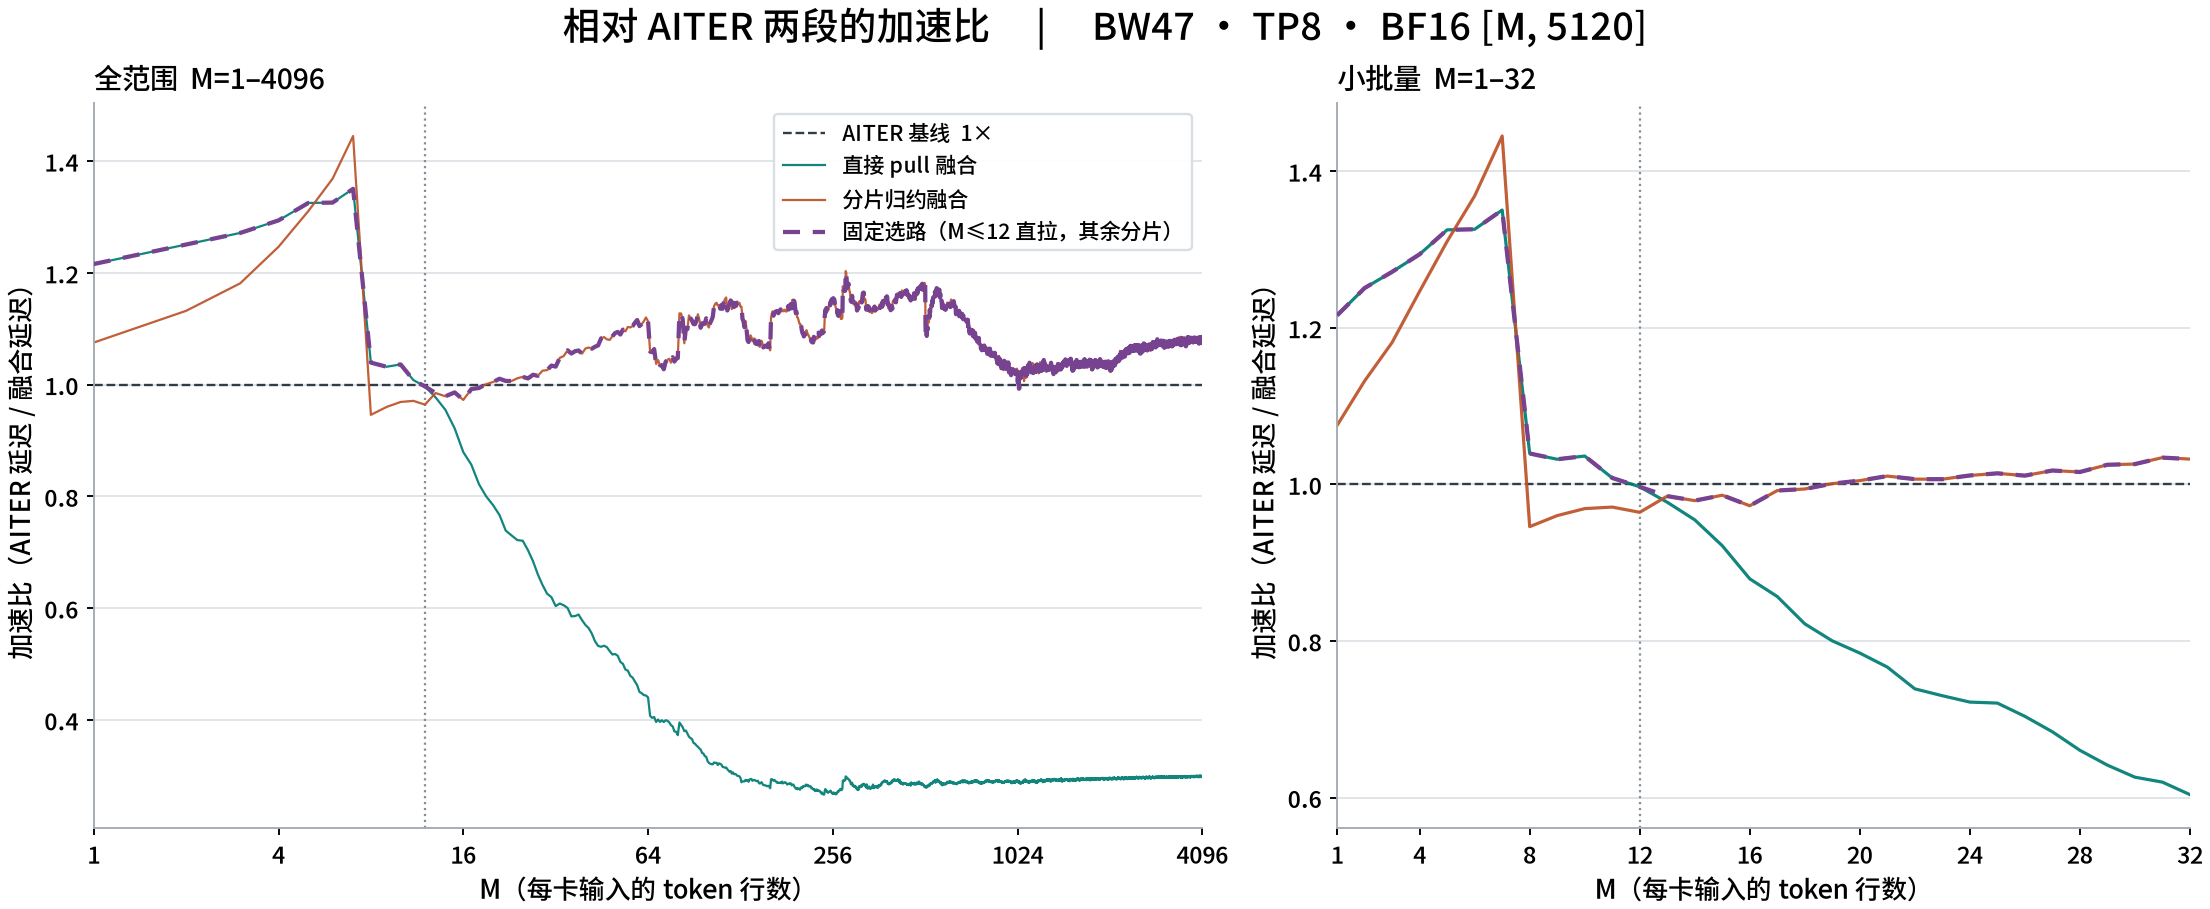 相对 AITER 两段的加速比 | BW47 · TP8 · BF16 [M, 5120]
全范围 M=1–4096
加速比（AITER 延迟 / 融合延迟）
1.4
1.2
1.0
0.8
0.6
0.4
AITER 基线 1×
直接 pull 融合
分片归约融合
固定选路（M≤12 直拉，其余分片）
1 4 16 64 256 1024 4096
M（每卡输入的 token 行数）
小批量 M=1–32
加速比（AITER 延迟 / 融合延迟）
1.4
1.2
1.0
0.8
0.6
1 4 8 12 16 20 24 28 32
M（每卡输入的 token 行数）